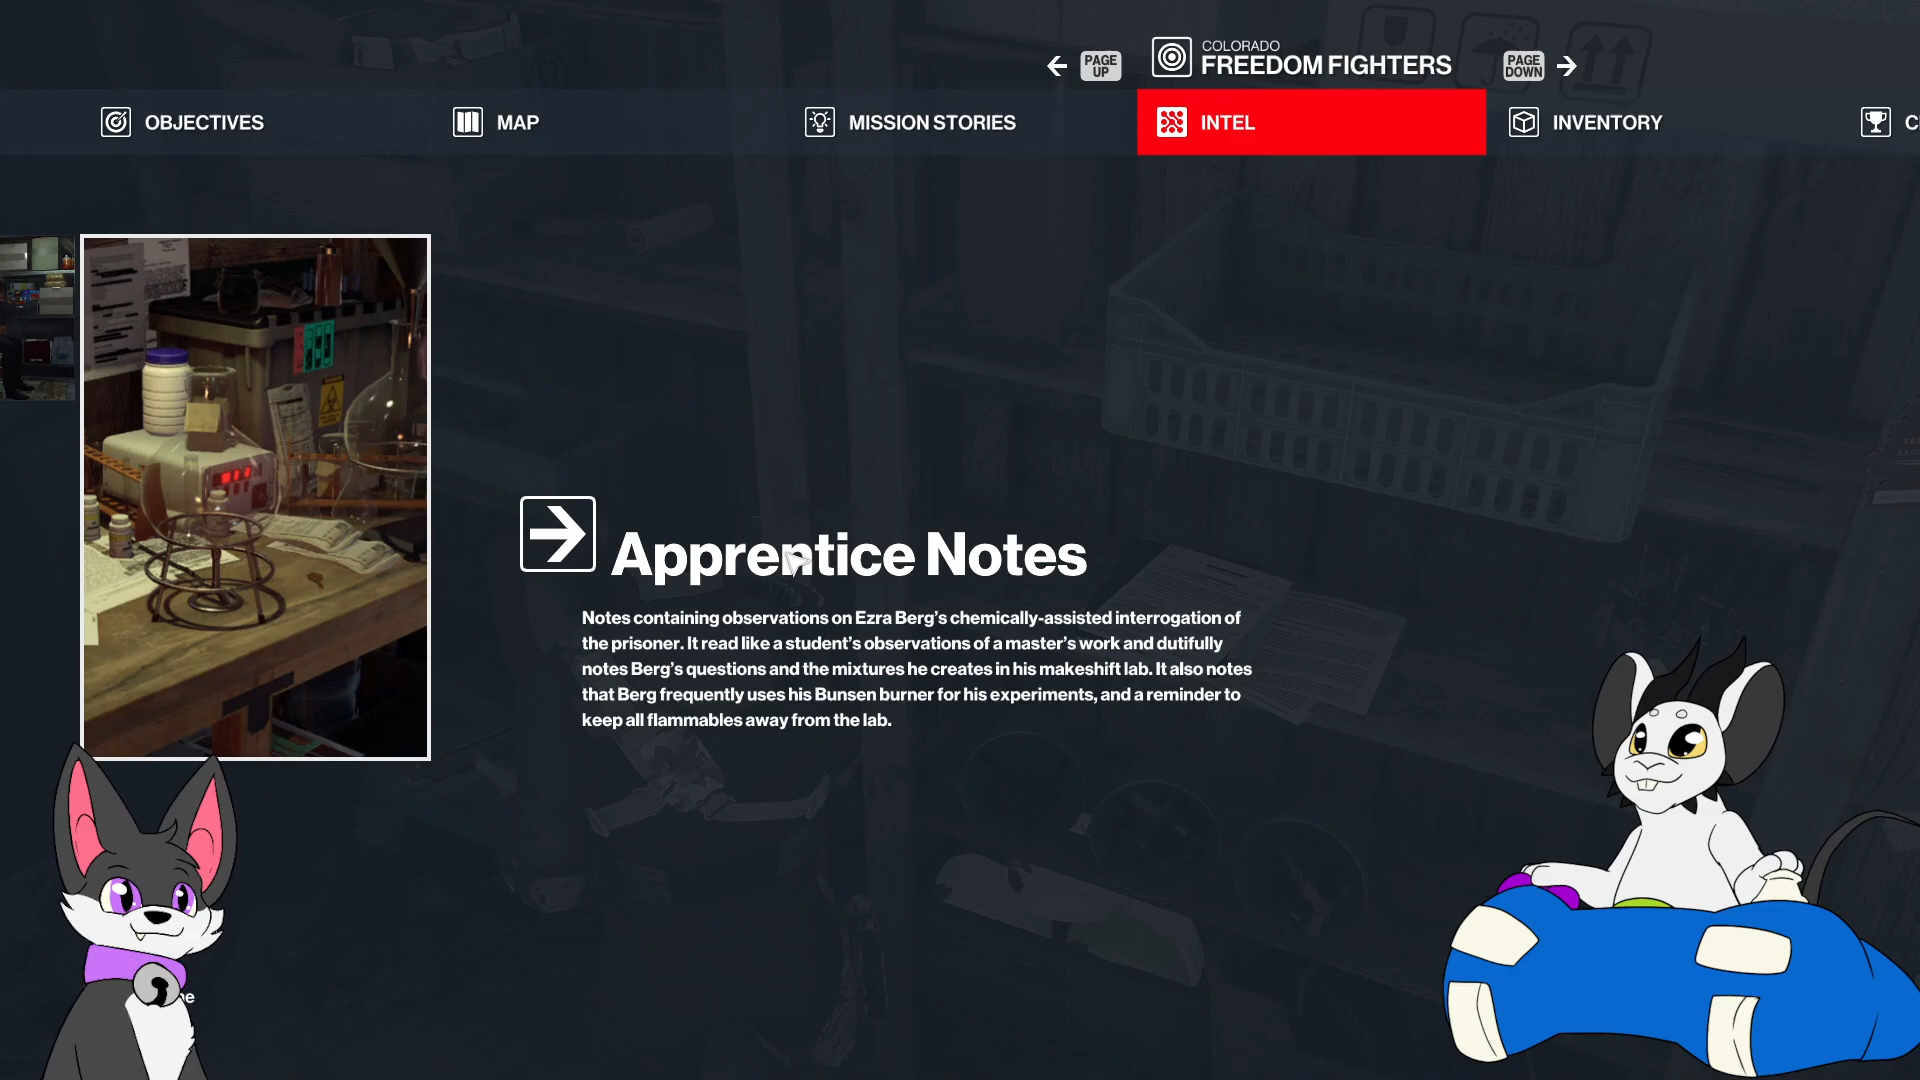 COLORADO
PAGE UP
FREEDOM FIGHTERS
PAGE DOWN
OBJECTIVES
MAP
MISSION STORIES
INTEL
INVENTORY
Apprentice Notes
Notes containing observations on Ezra Berg's chemically-assisted interrogation of
the prisoner. It read like a student's observations of a master's work and dutifully
notes Berg's questions and the mixtures he creates in his makeshift lab. It also notes
that Berg frequently uses his Bunsen burner for his experiments, and a reminder to
keep all flammables away from the lab.